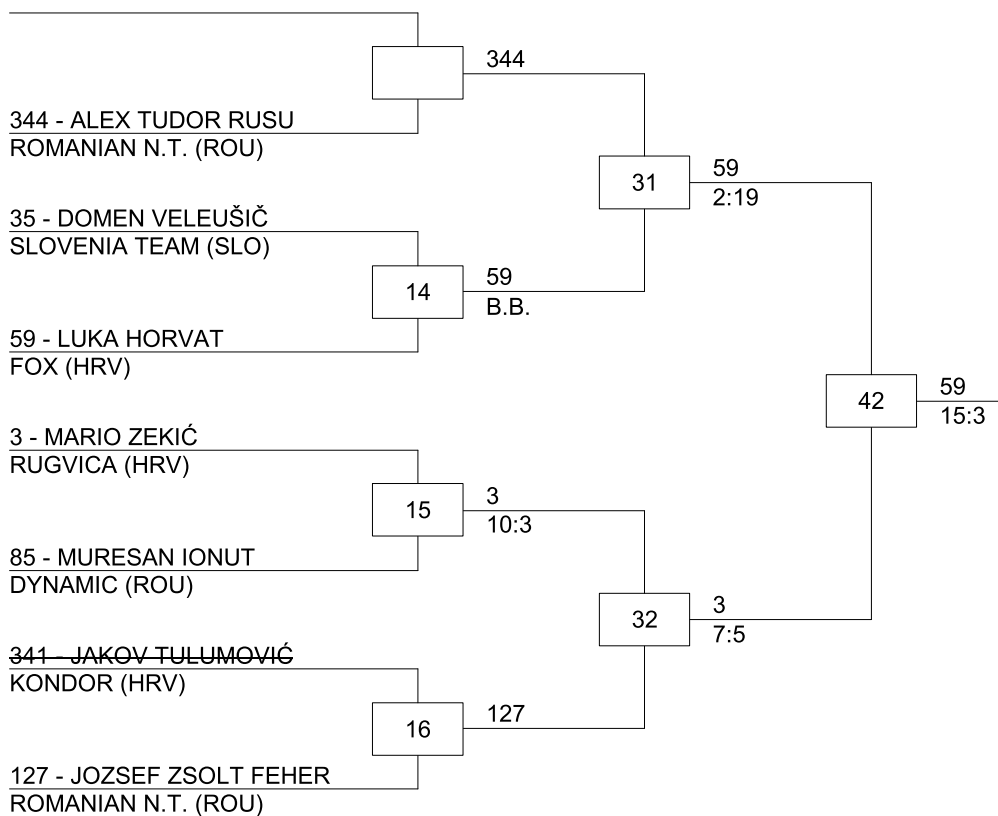 344
344 - ALEX TUDOR RUSU
ROMANIAN N.T. (ROU)
31
59
2:19
35 - DOMEN VELEUŠIČ
SLOVENIA TEAM (SLO)
14
59
B.B.
59 - LUKA HORVAT
FOX (HRV)
42
59
15:3
3 - MARIO ZEKIĆ
RUGVICA (HRV)
15
3
10:3
85 - MURESAN IONUT
DYNAMIC (ROU)
32
3
7:5
341 - JAKOV TULUMOVIĆ
KONDOR (HRV)
16
127
127 - JOZSEF ZSOLT FEHER
ROMANIAN N.T. (ROU)